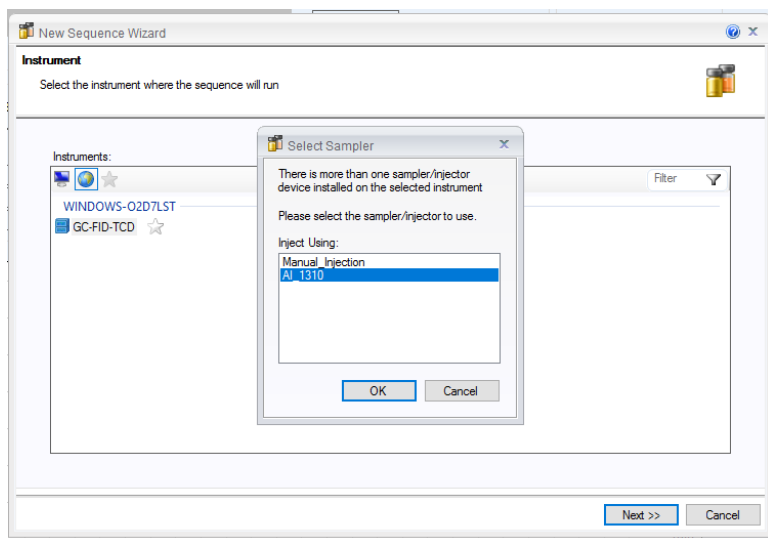 New Sequence Wizard
Instrument
Select the instrument where the sequence will run
Instruments:
Filter
WINDOWS-O2D7LST
GC-FID-TCD
Select Sampler
There is more than one sampler/injector
device installed on the selected instrument
Please select the sampler/injector to use.
Inject Using:
Manual_Injection
AI_1310
OK
Cancel
Next >>
Cancel